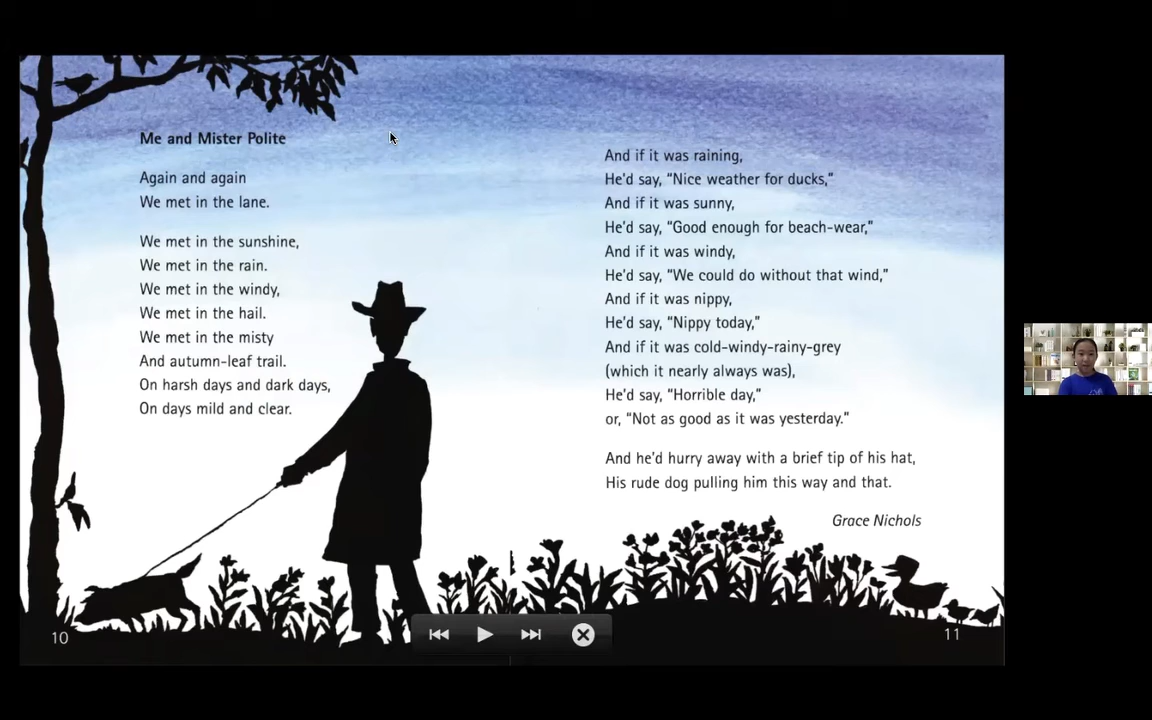 Me and Mister Polite
Again and again
We met in the lane.
We met in the sunshine,
We met in the rain.
We met in the windy,
We met in the hail.
We met in the misty
And autumn-leaf trail.
On harsh days and dark days,
On days mild and clear.
10
And if it was raining,
He'd say, “Nice weather for ducks,”
And if it was sunny,
He'd say, “Good enough for beach-wear,”
And if it was windy,
He'd say, “We could do without that wind,”
And if it was nippy,
He'd say, “Nippy today,”
And if it was cold-windy-rainy-grey
(which it nearly always was),
He'd say, “Horrible day,”
or, “Not as good as it was yesterday.”
And he'd hurry away with a brief tip of his hat,
His rude dog pulling him this way and that.
Grace Nichols
11